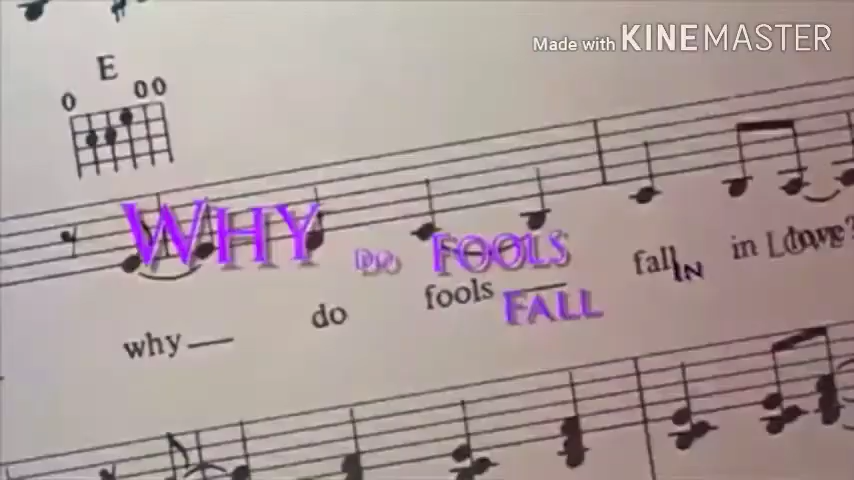 Made with KINEMASTER
E
0 00
WHY DO FOOLS
FALL IN
why do fools fall in Love?